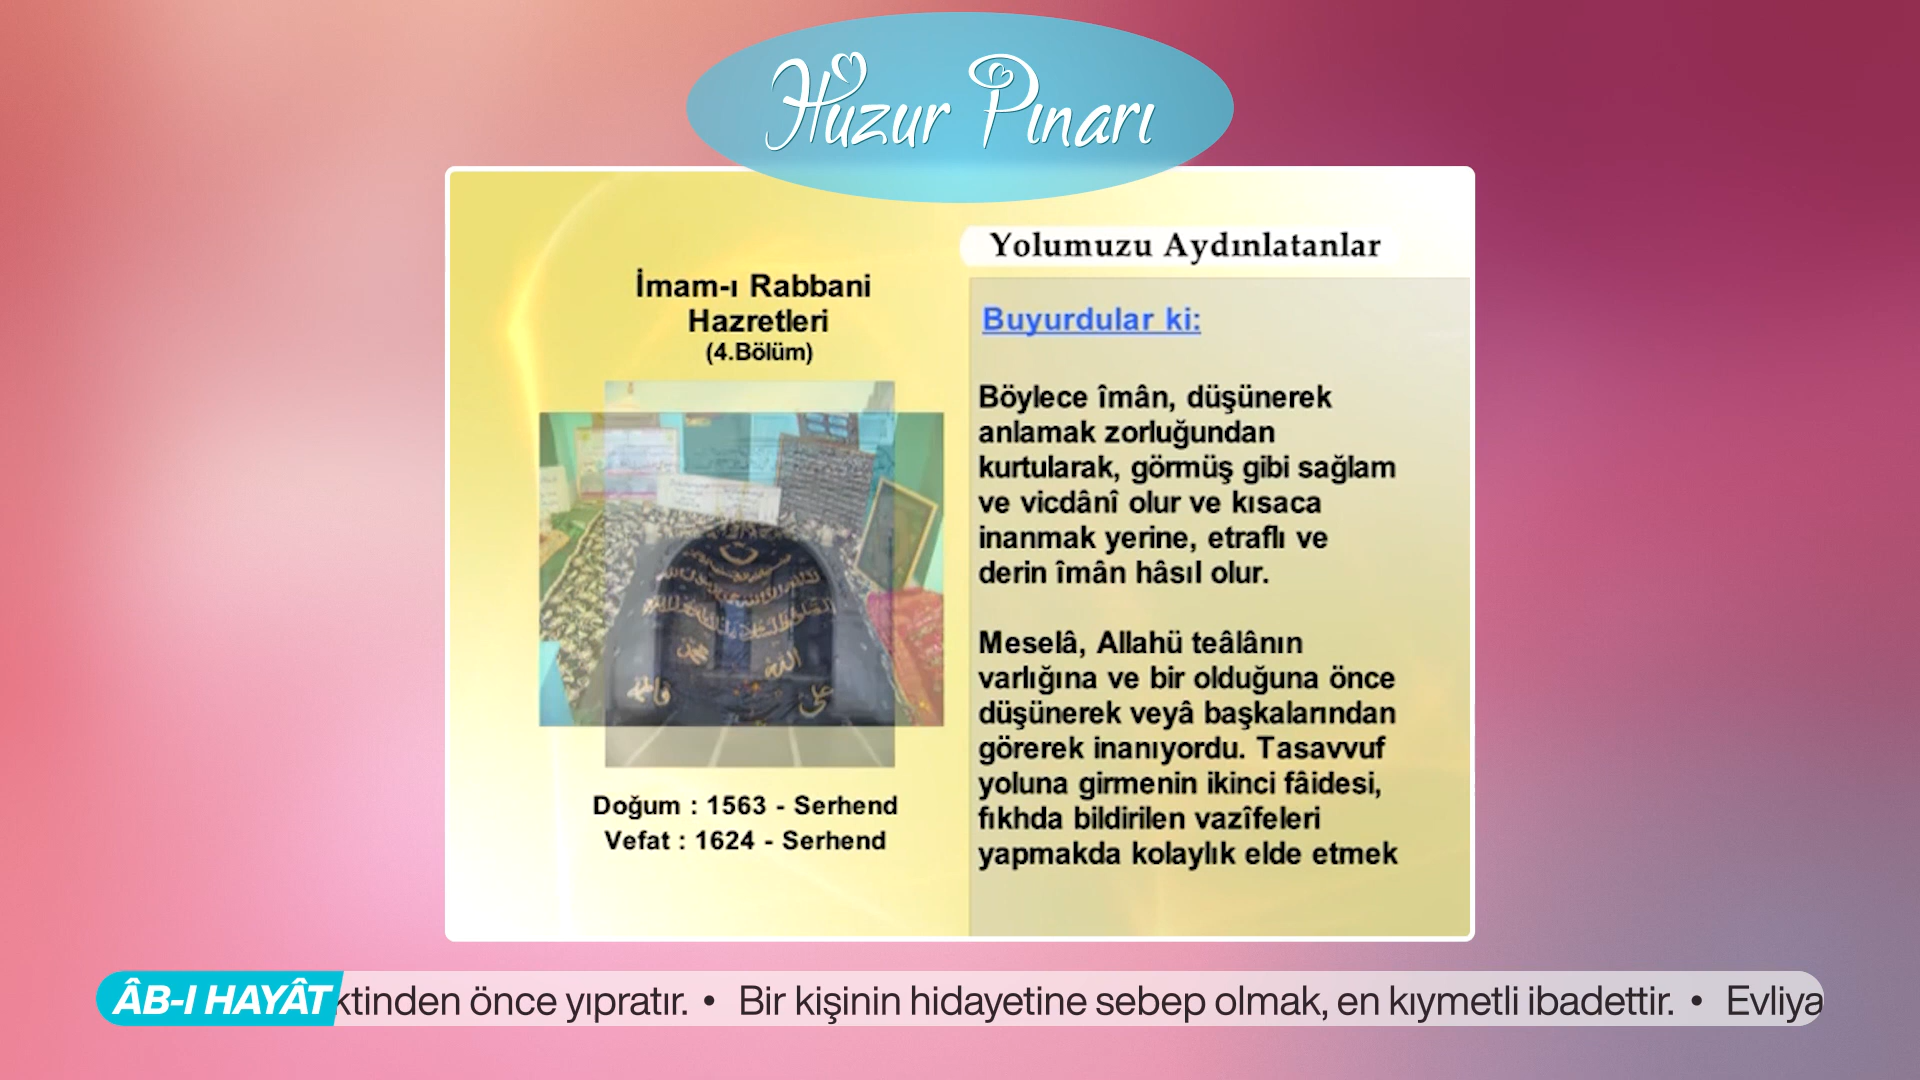 Huzur Pınarı
Yolumuzu Aydınlatanlar
İmam-ı Rabbani
Hazretleri
(4.Bölüm)
Doğum : 1563 - Serhend
Vefat : 1624 - Serhend
Buyurdular ki:
Böylece îmân, düşünerek
anlamak zorluğundan
kurtularak, görmüş gibi sağlam
ve vicdânî olur ve kısaca
inanmak yerine, etraflı ve
derin îmân hâsıl olur.
Meselâ, Allahü teâlânın
varlığına ve bir olduğuna önce
düşünerek veyâ başkalarından
görerek inanıyordu. Tasavvuf
yoluna girmenin ikinci fâidesi,
fıkhda bildirilen vazîfeleri
yapmakda kolaylık elde etmek
ÂB-I HAYÂT ktinden önce yıpratır. • Bir kişinin hidayetine sebep olmak, en kıymetli ibadettir. • Evliya